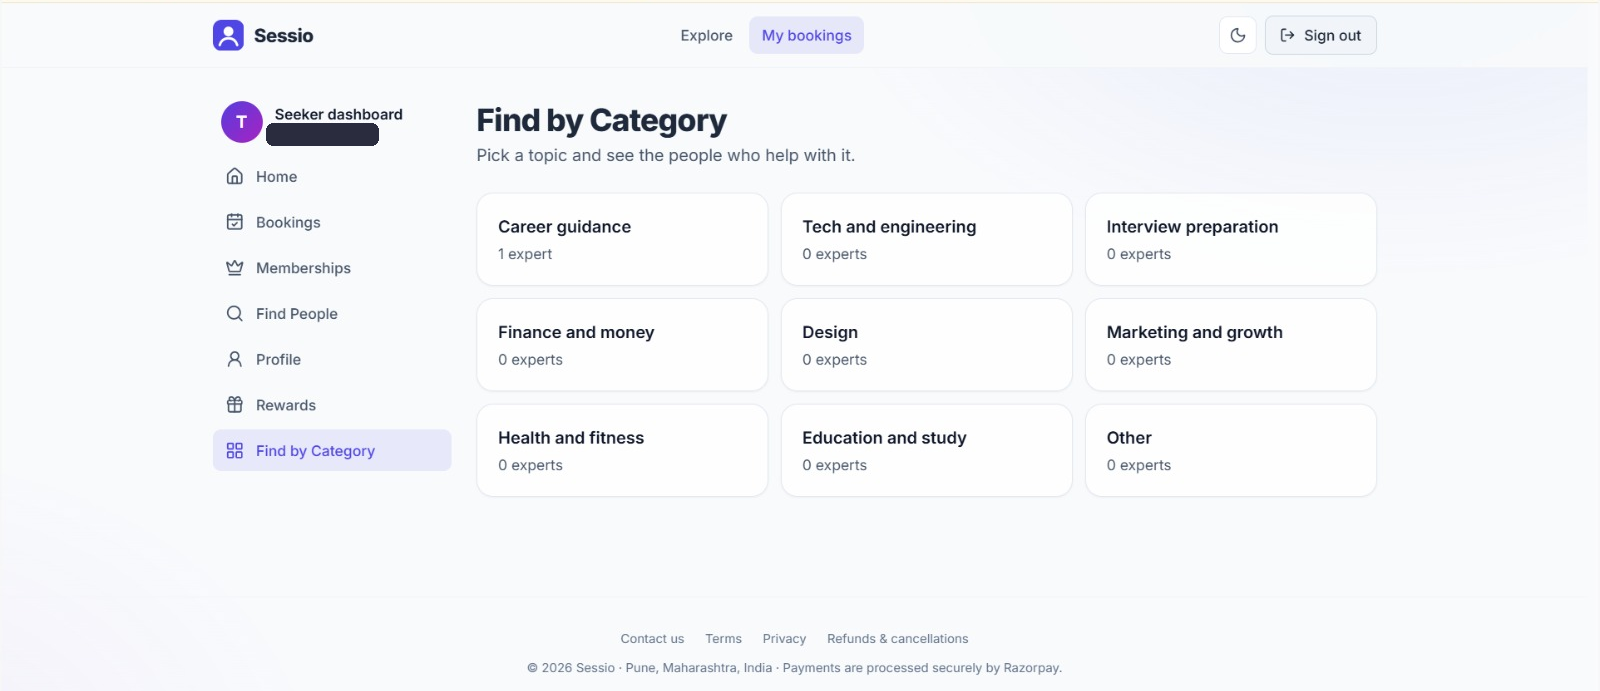 Sessio
Explore
My bookings
Sign out
T
Seeker dashboard
Home
Bookings
Memberships
Find People
Profile
Rewards
Find by Category
Find by Category
Pick a topic and see the people who help with it.
Career guidance
1 expert
Tech and engineering
0 experts
Interview preparation
0 experts
Finance and money
0 experts
Design
0 experts
Marketing and growth
0 experts
Health and fitness
0 experts
Education and study
0 experts
Other
0 experts
Contact us
Terms
Privacy
Refunds & cancellations
© 2026 Sessio · Pune, Maharashtra, India · Payments are processed securely by Razorpay.